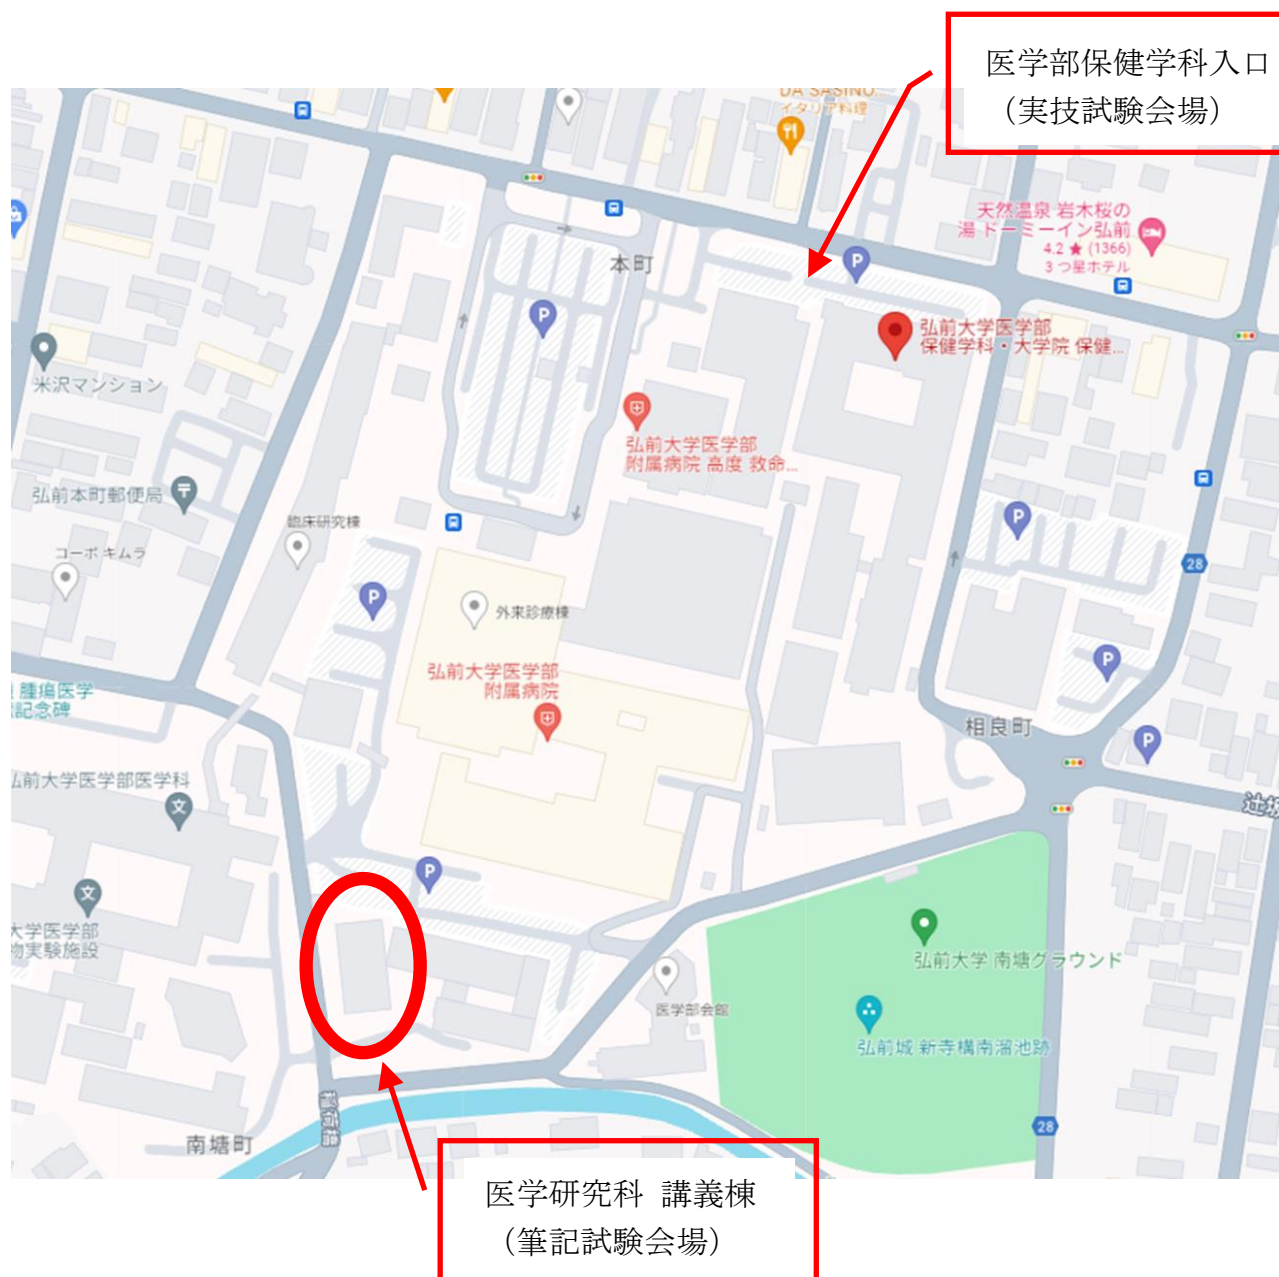 医学部保健学科入口
（実技試験会場）
DA SASINO.
イタリア料理
天然温泉 岩木桜の
湯 ドーミーイン弘前
4.2 ★ (1366)
3 つ星ホテル
本町
P
P
弘前大学医学部
保健学科・大学院 保健...
米沢マンション
弘前大学医学部
附属病院 高度 救命...
弘前本町郵便局
臨床研究棟
P
コーポ キムラ
28
P
外来診療棟
弘前大学医学部
附属病院
P
腫瘍医学
記念碑
相良町
P
弘前大学医学部医学科
辻坂
文
P
文
大学医学部
物実験施設
弘前大学 南塘グラウンド
医学部会館
弘前城 新寺構南溜池跡
28
南塘町
医学研究科 講義棟
（筆記試験会場）